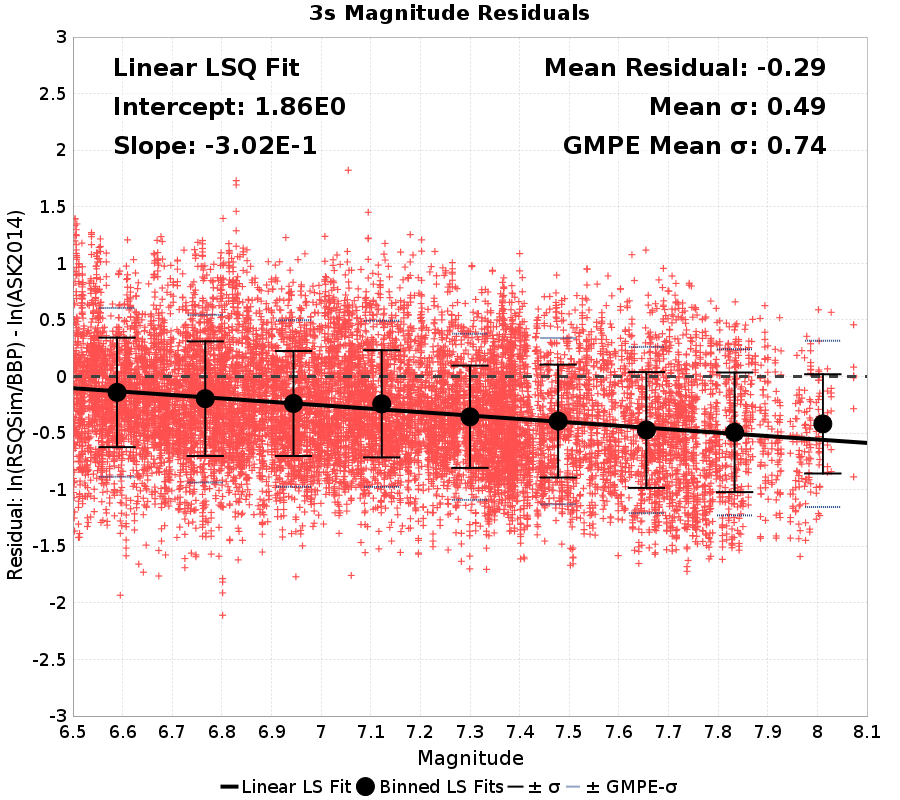 3s Magnitude Residuals
Linear LSQ Fit
Intercept: 1.86E0
Slope: -3.02E-1
Mean Residual: -0.29
Mean σ: 0.49
GMPE Mean σ: 0.74
Residual: ln(RSQSim/BBP) - ln(ASK2014)
3
2.5
2
1.5
1
0.5
0
-0.5
-1
-1.5
-2
-2.5
-3
6.5 6.6 6.7 6.8 6.9 7 7.1 7.2 7.3 7.4 7.5 7.6 7.7 7.8 7.9 8 8.1
Magnitude
Linear LS Fit Binned LS Fits ± σ ± GMPE-σ